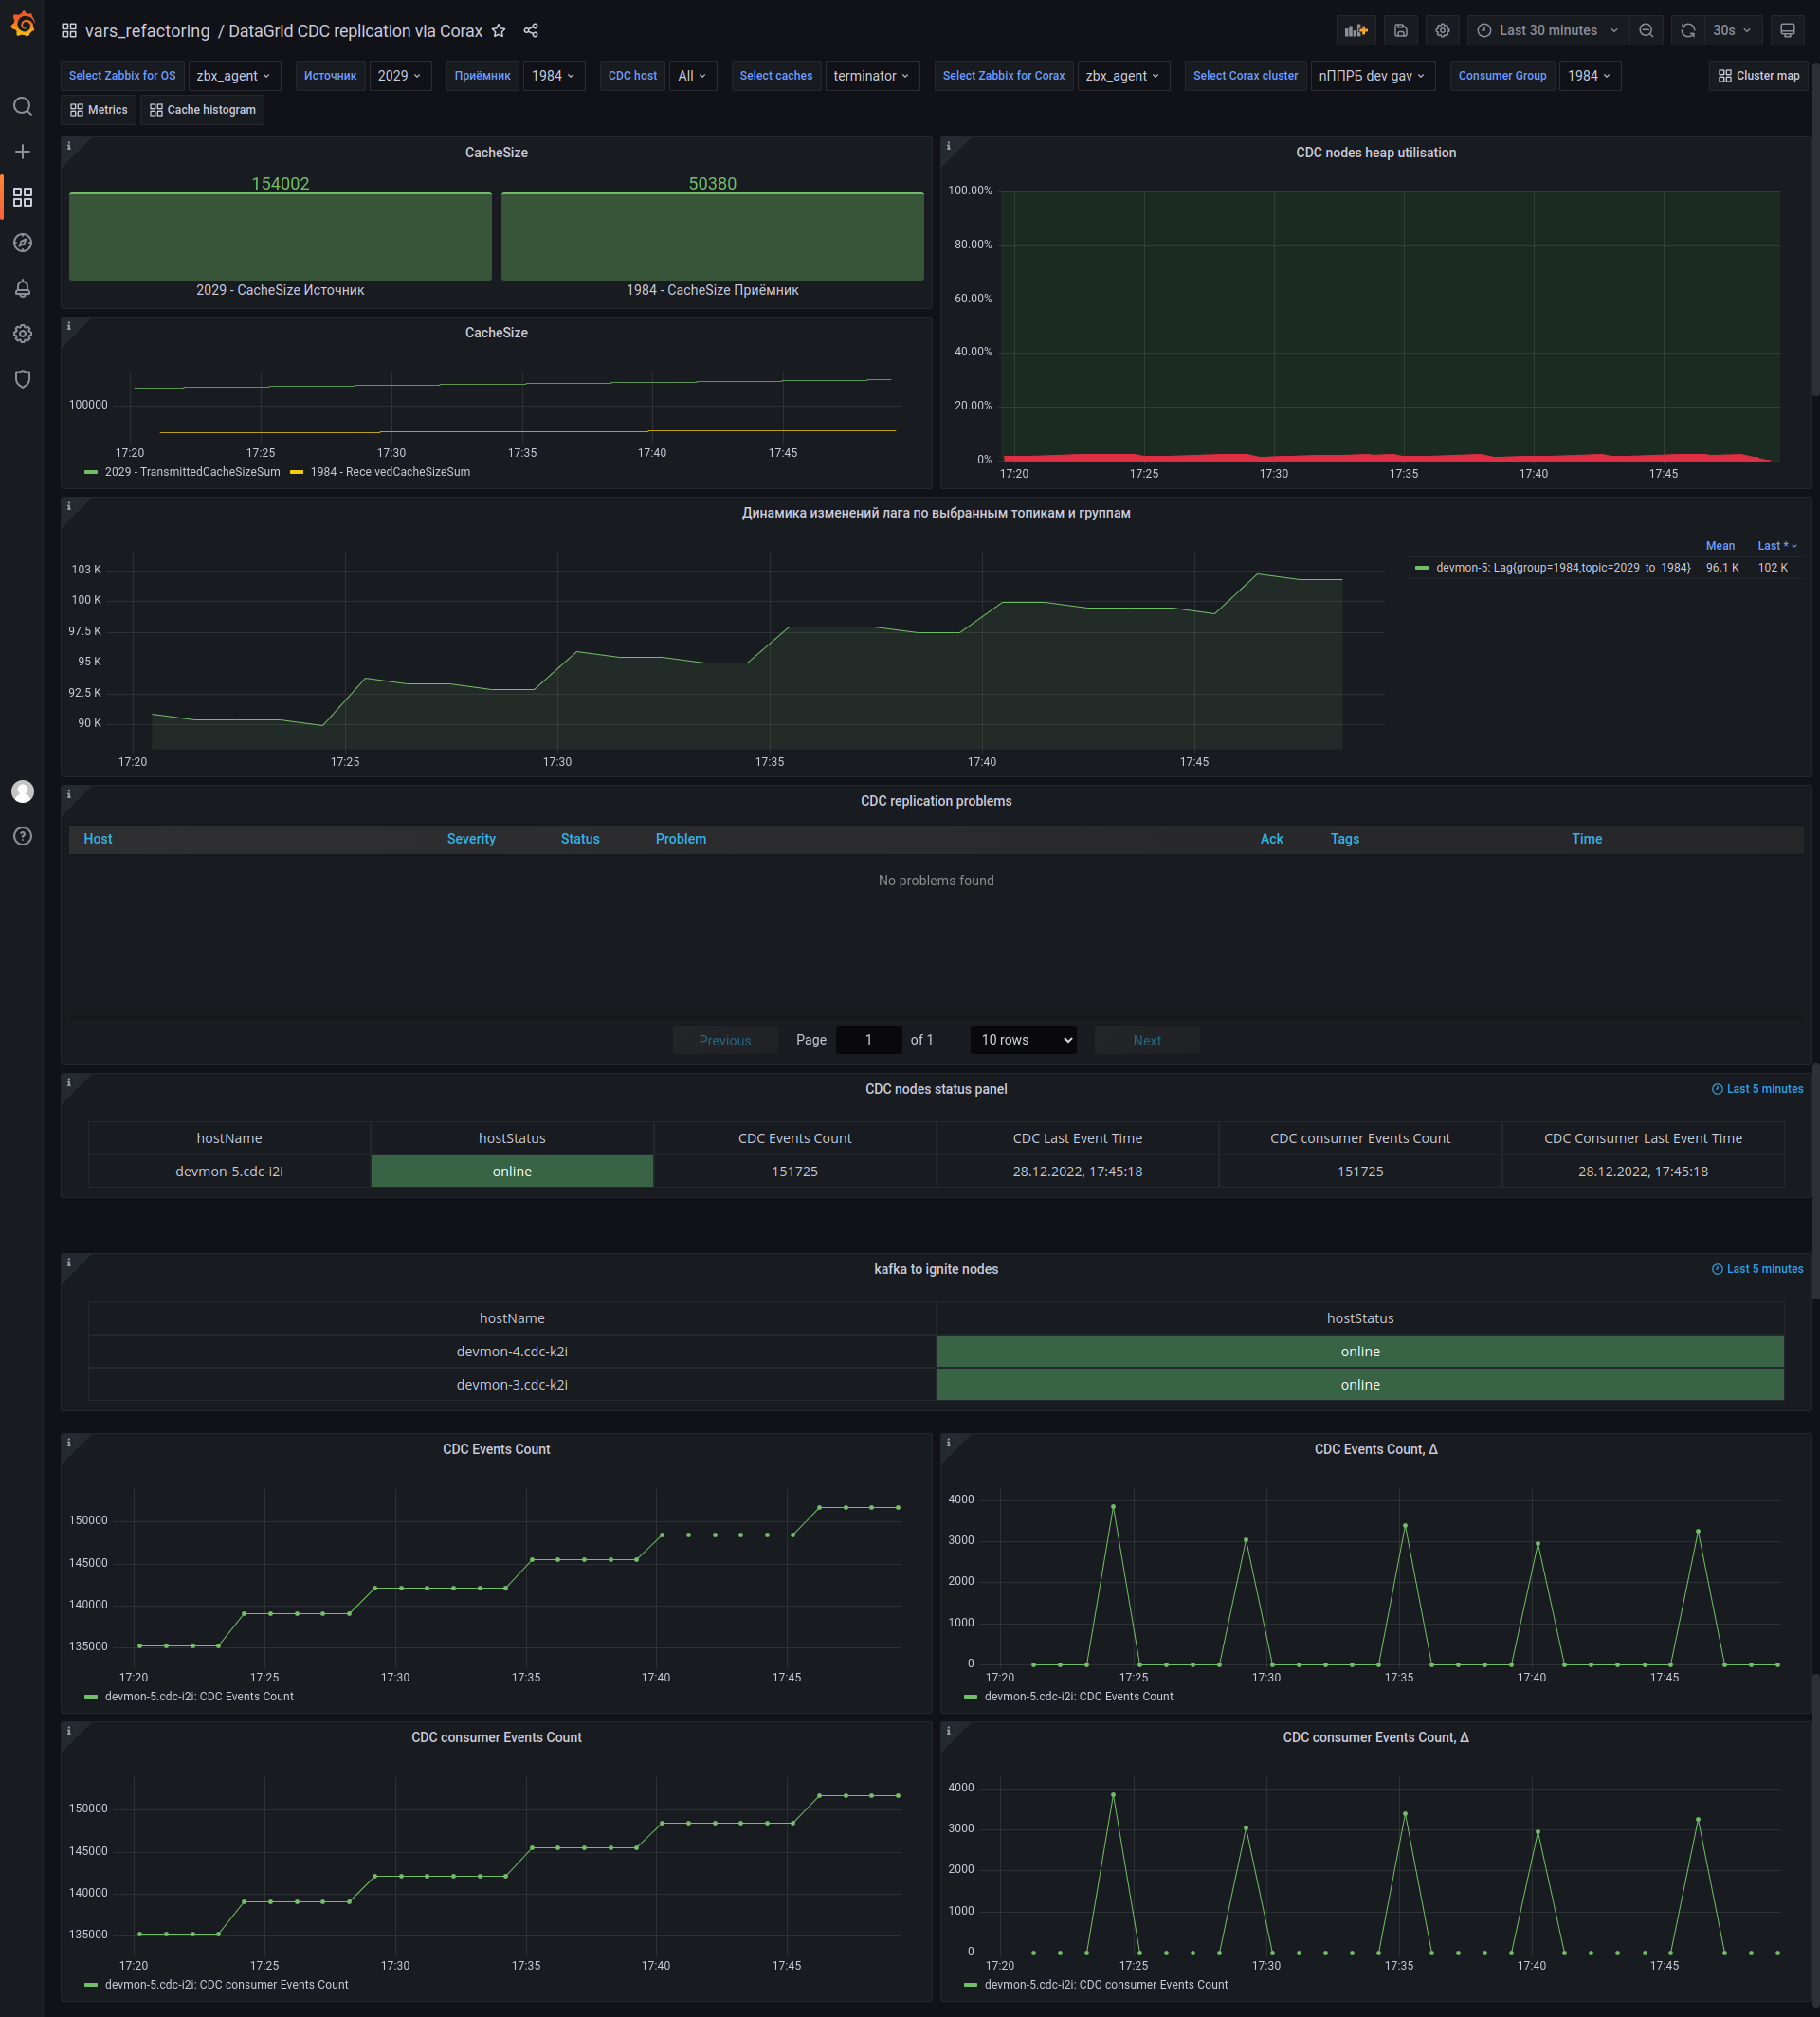 vars_refactoring / DataGrid CDC replication via Corax
Last 30 minutes
30s
Select Zabbix for OS zbx_agent Источник 2029 Приёмник 1984 CDC host All Select caches terminator Select Zabbix for Corax zbx_agent Select Corax cluster пППРБ dev gav Consumer Group 1984 Cluster map
Metrics Cache histogram
CacheSize
154002 50380
2029 - CacheSize Источник 1984 - CacheSize Приёмник
CDC nodes heap utilisation
100.00%
80.00%
60.00%
40.00%
20.00%
0%
17:20 17:25 17:30 17:35 17:40 17:45
CacheSize
100000
17:20 17:25 17:30 17:35 17:40 17:45
2029 - TransmittedCacheSizeSum 1984 - ReceivedCacheSizeSum
Динамика изменений лага по выбранным топикам и группам
103 K
100 K
97.5 K
95 K
92.5 K
90 K
17:20 17:25 17:30 17:35 17:40 17:45
Mean Last *
devmon-5: Lag{group=1984,topic=2029_to_1984} 96.1 K 102 K
CDC replication problems
Host Severity Status Problem Ack Tags Time
No problems found
Previous Page 1 of 1 10 rows Next
CDC nodes status panel
Last 5 minutes
hostName hostStatus CDC Events Count CDC Last Event Time CDC consumer Events Count CDC Consumer Last Event Time
devmon-5.cdc-i2i online 151725 28.12.2022, 17:45:18 151725 28.12.2022, 17:45:18
kafka to ignite nodes
Last 5 minutes
hostName hostStatus
devmon-4.cdc-k2i online
devmon-3.cdc-k2i online
CDC Events Count
150000
145000
140000
135000
17:20 17:25 17:30 17:35 17:40 17:45
devmon-5.cdc-i2i: CDC Events Count
CDC Events Count, Δ
4000
3000
2000
1000
0
17:20 17:25 17:30 17:35 17:40 17:45
devmon-5.cdc-i2i: CDC Events Count
CDC consumer Events Count
150000
145000
140000
135000
17:20 17:25 17:30 17:35 17:40 17:45
devmon-5.cdc-i2i: CDC consumer Events Count
CDC consumer Events Count, Δ
4000
3000
2000
1000
0
17:20 17:25 17:30 17:35 17:40 17:45
devmon-5.cdc-i2i: CDC consumer Events Count